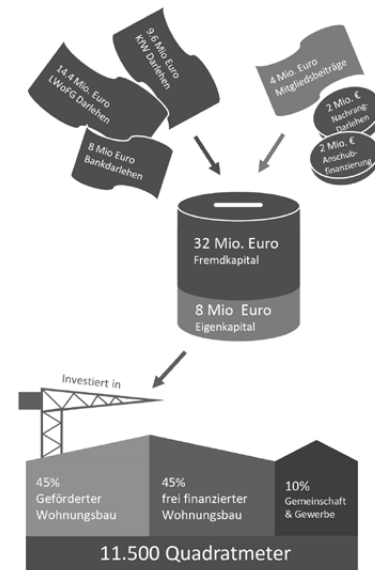 9.6 Mio Euro
KfW Darlehen
14.4 Mio. Euro
LWoFG Darlehen
8 Mio Euro
Bankdarlehen
4 Mio. Euro
Mitgliedsbeiträge
2 Mio. €
Nachrang-
Darlehen
2 Mio. €
Anschub-
finanzierung
32 Mio. Euro
Fremdkapital
8 Mio Euro
Eigenkapital
Investiert in
45%
Geförderter
Wohnungsbau
45%
frei finanzierter
Wohnungsbau
10%
Gemeinschaft
& Gewerbe
11.500 Quadratmeter